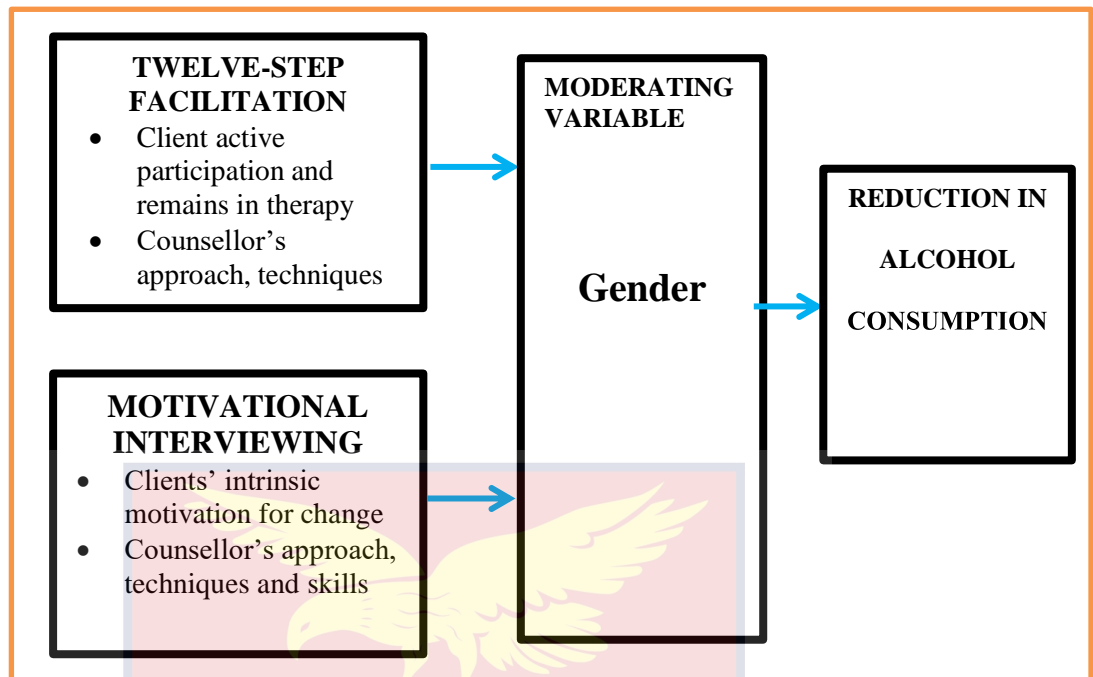 TWELVE-STEP
FACILITATION
• Client active
participation and
remains in therapy
• Counsellor’s
approach, techniques
MOTIVATIONAL
INTERVIEWING
• Clients’ intrinsic
motivation for change
• Counsellor’s approach,
techniques and skills
MODERATING
VARIABLE
Gender
REDUCTION IN
ALCOHOL
CONSUMPTION